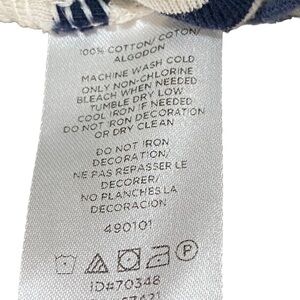 100% COTTON/ COTON/
ALGODON
MACHINE WASH COLD
ONLY NON-CHLORINE
BLEACH WHEN NEEDED
TUMBLE DRY LOW
COOL IRON IF NEEDED
DO NOT IRON DECORATION
OR DRY CLEAN
DO NOT IRON
DECORATION/
NE PAS REPASSER LE
DECORER/
NO PLANCHES LA
DECORACION
490101
P
ID#70348